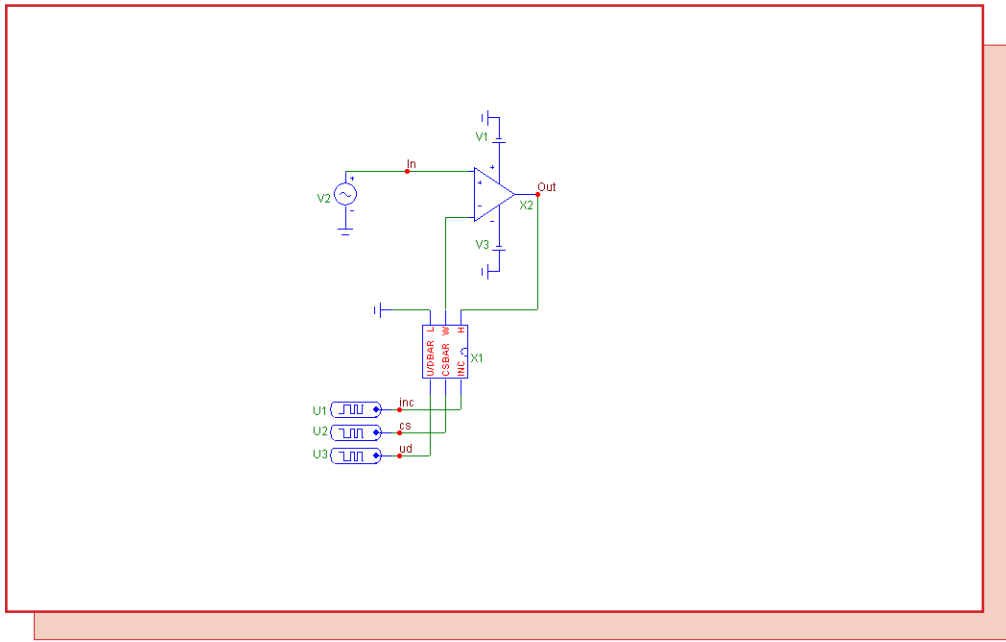 V1
In
V2
Out
X2
V3
L W H
U/DBAR CSBAR INC
X1
U1 inc
U2 cs
U3 ud